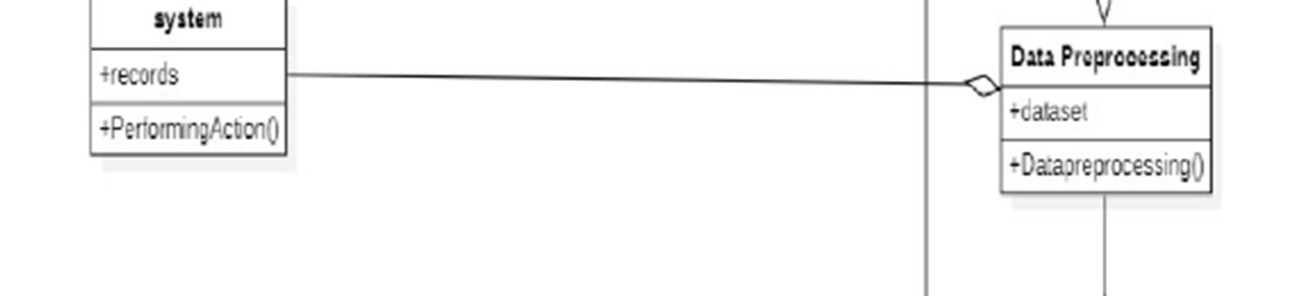 system
+records
+PerformingAction()
Data Preprocessing
+dataset
+Datapreprocessing()